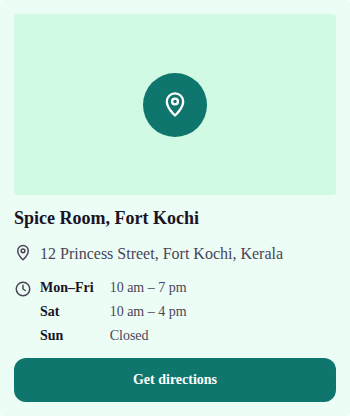 Spice Room, Fort Kochi
12 Princess Street, Fort Kochi, Kerala
Mon–Fri 10 am – 7 pm
Sat 10 am – 4 pm
Sun Closed
Get directions